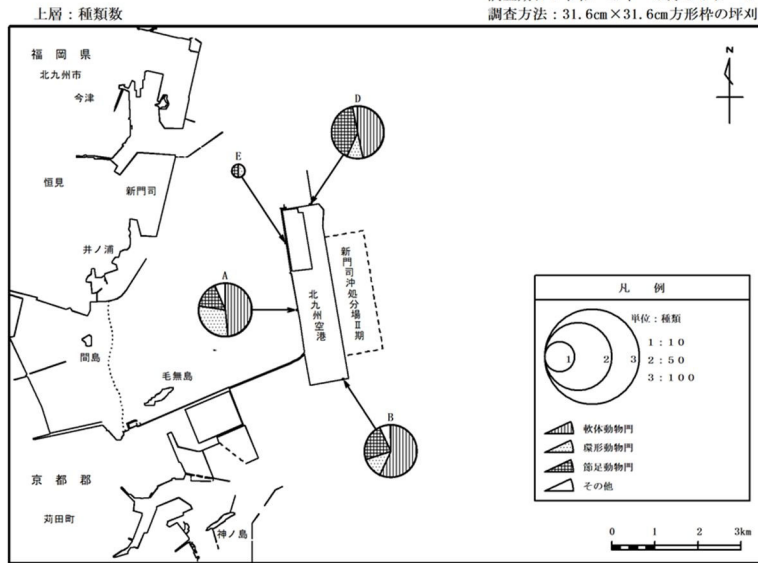 上層：種類数
調査方法：31.6cm×31.6cm方形枠の坪刈
福岡県
北九州市
今津
恒見
新門司
井ノ浦
間島
毛無島
京都郡
苅田町
神ノ島
N
D
E
A
B
新門司沖処分場Ⅱ期
北九州空港
凡 例
単位：種類
1：10
2：50
3：100
1 2 3
軟体動物門
環形動物門
節足動物門
その他
0 1 2 3km